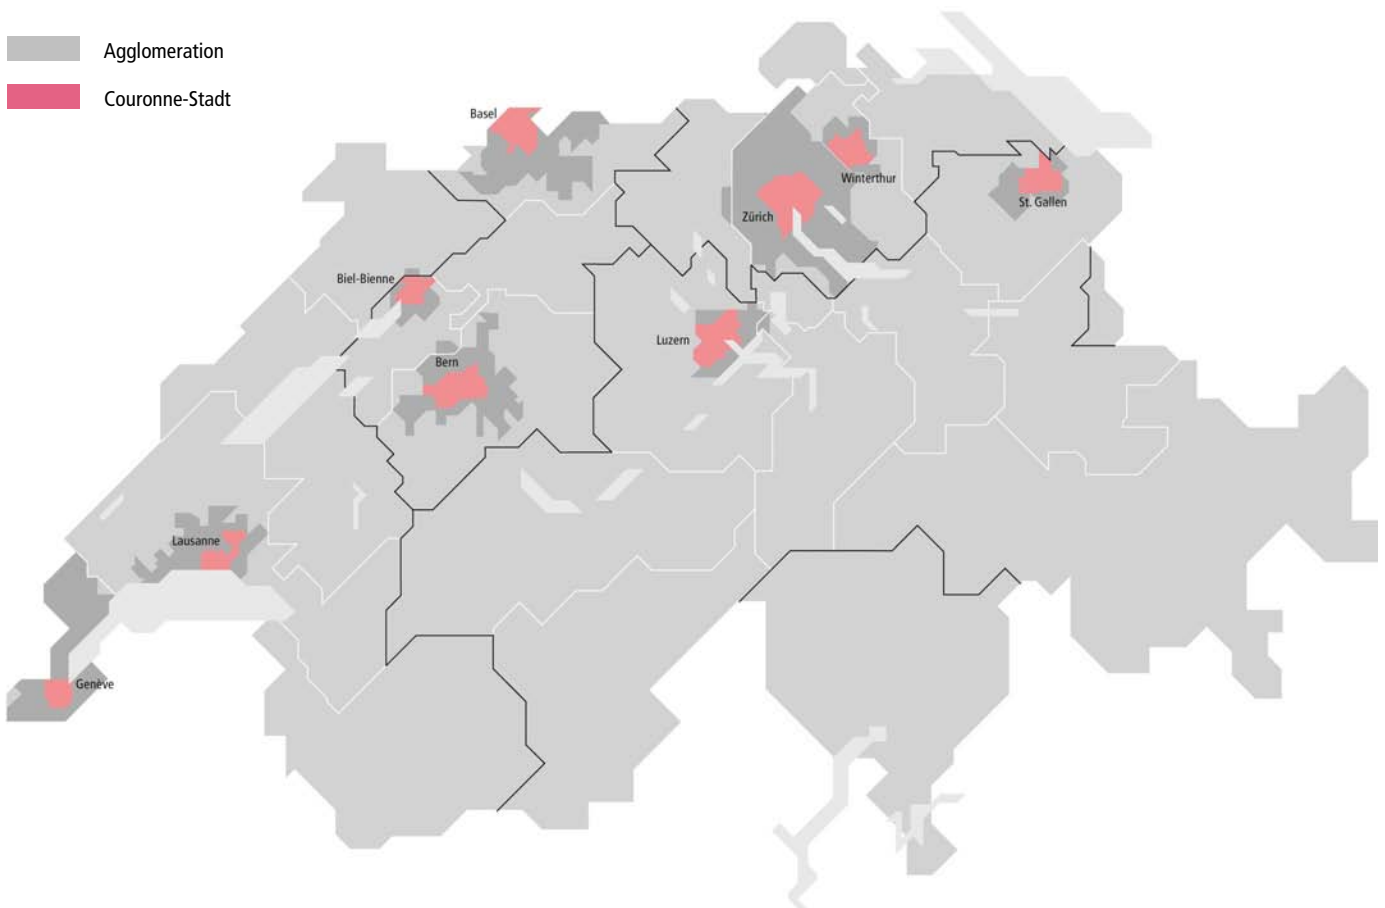 Agglomeration
Couronne-Stadt
Basel
Winterthur
Zürich
St. Gallen
Biel-Bienne
Luzern
Bern
Lausanne
Genève